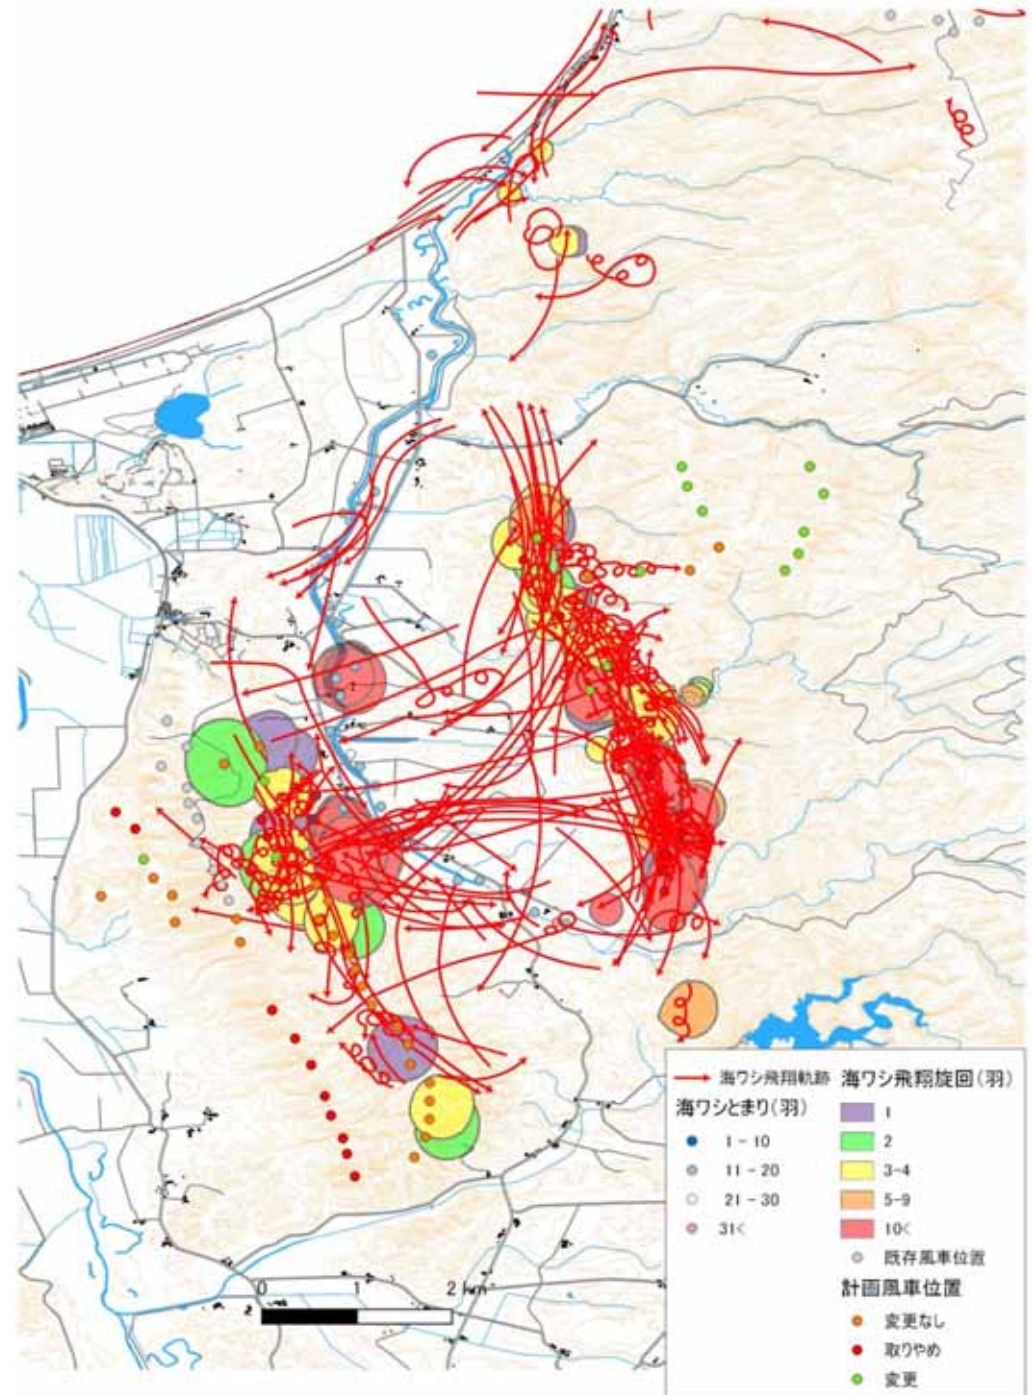 0 1 2 km
海ワシ飛翔軌跡
海ワシとまり(羽)
1 - 10
11 - 20
21 - 30
31<
海ワシ飛翔旋回(羽)
1
2
3-4
5-9
10<
既存風車位置
計画風車位置
変更なし
取りやめ
変更